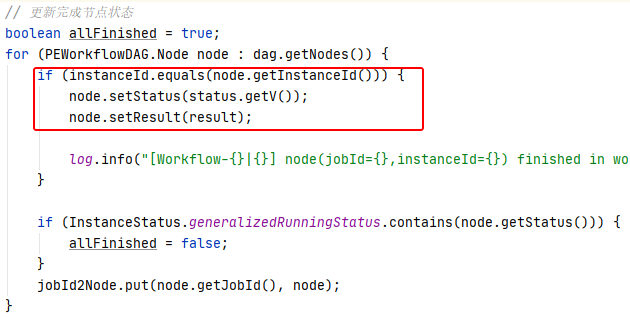 // 更新完成节点状态
boolean allFinished = true;
for (PEWorkflowDAG.Node node : dag.getNodes()) {
if (instanceId.equals(node.getInstanceId())) {
node.setStatus(status.getV());
node.setResult(result);
log.info("[Workflow-{}|{}] node(jobId={},instanceId={}) finished in wo
}
if (InstanceStatus.generalizedRunningStatus.contains(node.getStatus())) {
allFinished = false;
}
jobId2Node.put(node.getJobId(), node);
}